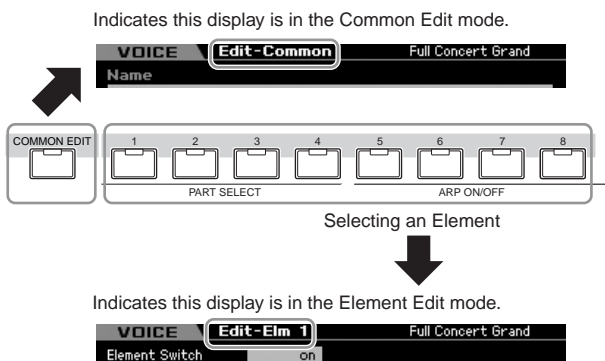 Indicates this display is in the Common Edit mode.
VOICE Edit-Common Full Concert Grand
Name
COMMON EDIT 1 2 3 4 5 6 7 8
PART SELECT ARP ON/OFF
Selecting an Element
Indicates this display is in the Element Edit mode.
VOICE Edit-Elm 1 Full Concert Grand
Element Switch on